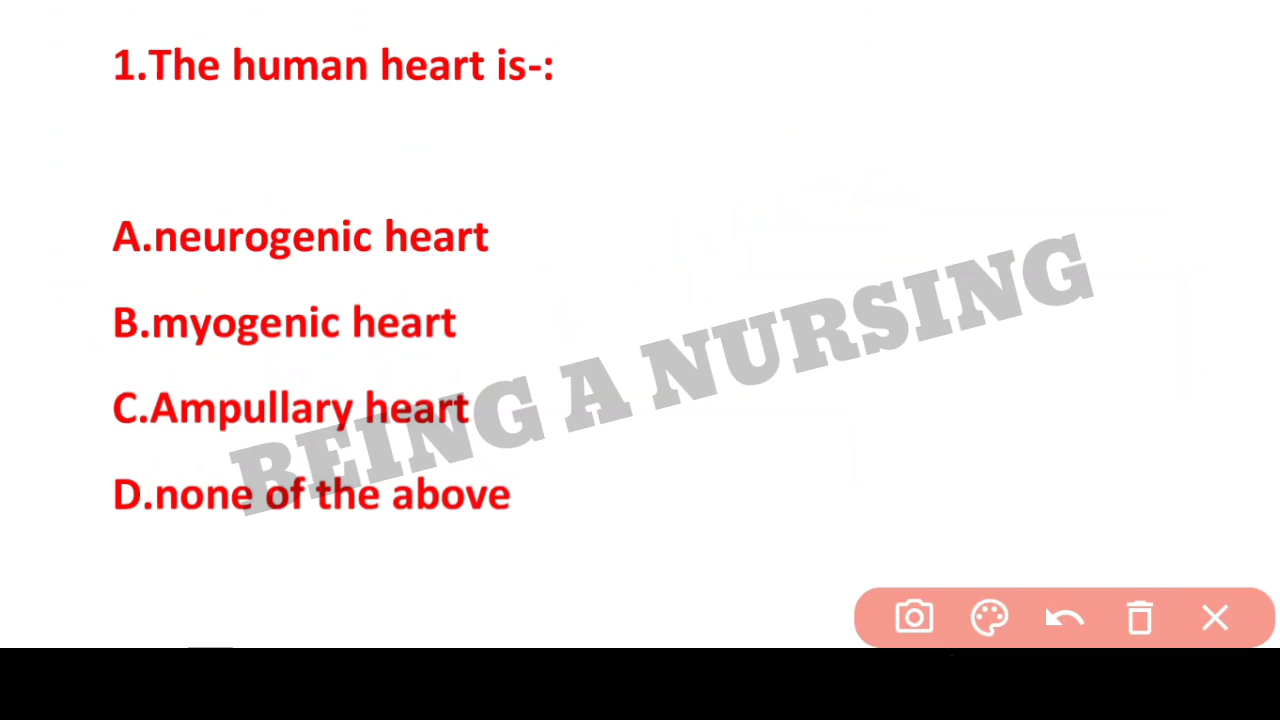 1.The human heart is-:
A.neurogenic heart
B.myogenic heart
C.Ampullary heart
D.none of the above
BEING A NURSING